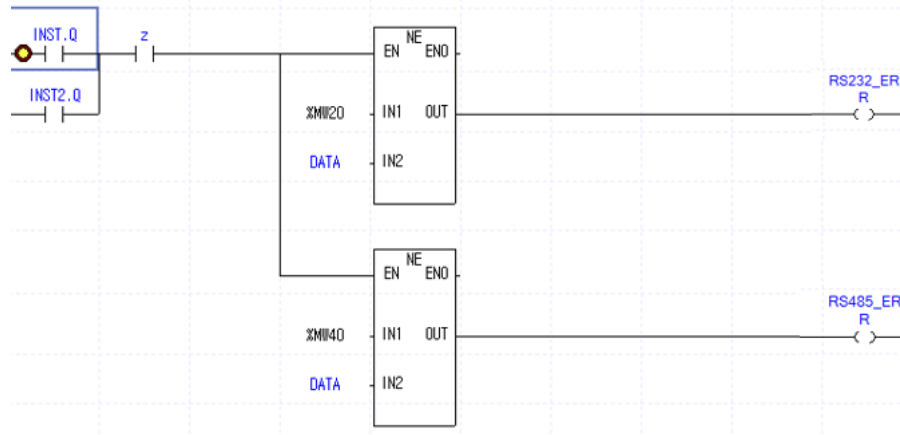 INST.Q
z
NE
EN ENO
RS232_ER
R
INST2.Q
%MW20 IN1 OUT
DATA IN2
NE
EN ENO
RS485_ER
R
%MW40 IN1 OUT
DATA IN2